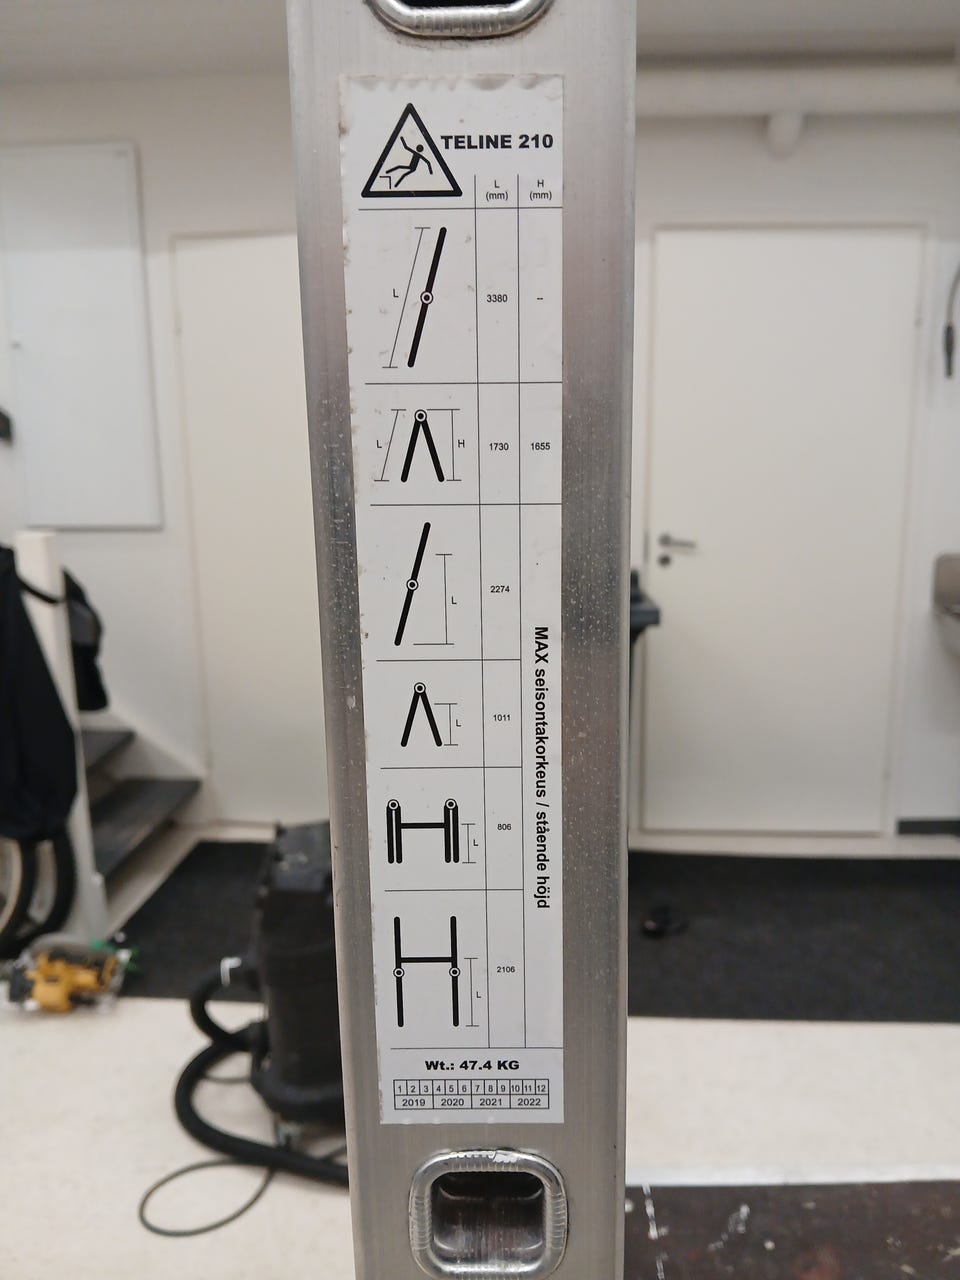 TELINE 210
L H
(mm) (mm)
L 3380 --
L H 1730 1655
L 2274
L 1011
L 806
L 2106
MAX seisontakorkeus / stående höjd
Wt.: 47.4 KG
1 2 3 4 5 6 7 8 9 10 11 12
2019 2020 2021 2022